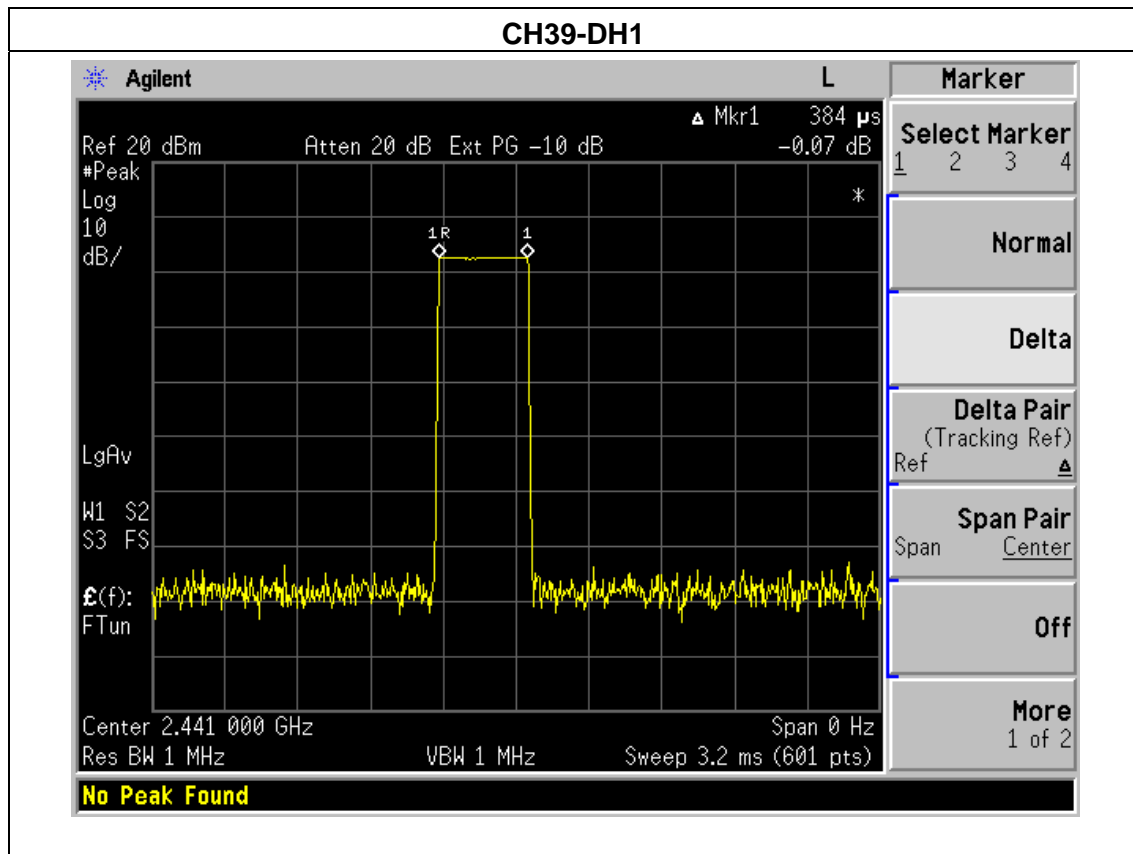 CH39-DH1
Agilent L
Δ Mkr1 384 µs
Ref 20 dBm Atten 20 dB Ext PG -10 dB -0.07 dB
#Peak
Log
10
dB/
*
1R 1
LgAv
W1 S2
S3 FS
£(f):
FTun
Center 2.441 000 GHz Span 0 Hz
Res BW 1 MHz VBW 1 MHz Sweep 3.2 ms (601 pts)
No Peak Found
Marker
Select Marker
1 2 3 4
Normal
Delta
Delta Pair
(Tracking Ref)
Ref Δ
Span Pair
Span Center
Off
More
1 of 2